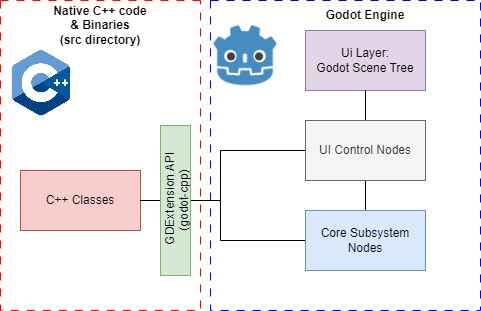 Native C++ code
& Binaries
(src directory)
C++
C++ Classes
GDExtension API
(godot-cpp)
Godot Engine
Ui Layer:
Godot Scene Tree
UI Control Nodes
Core Subsystem
Nodes